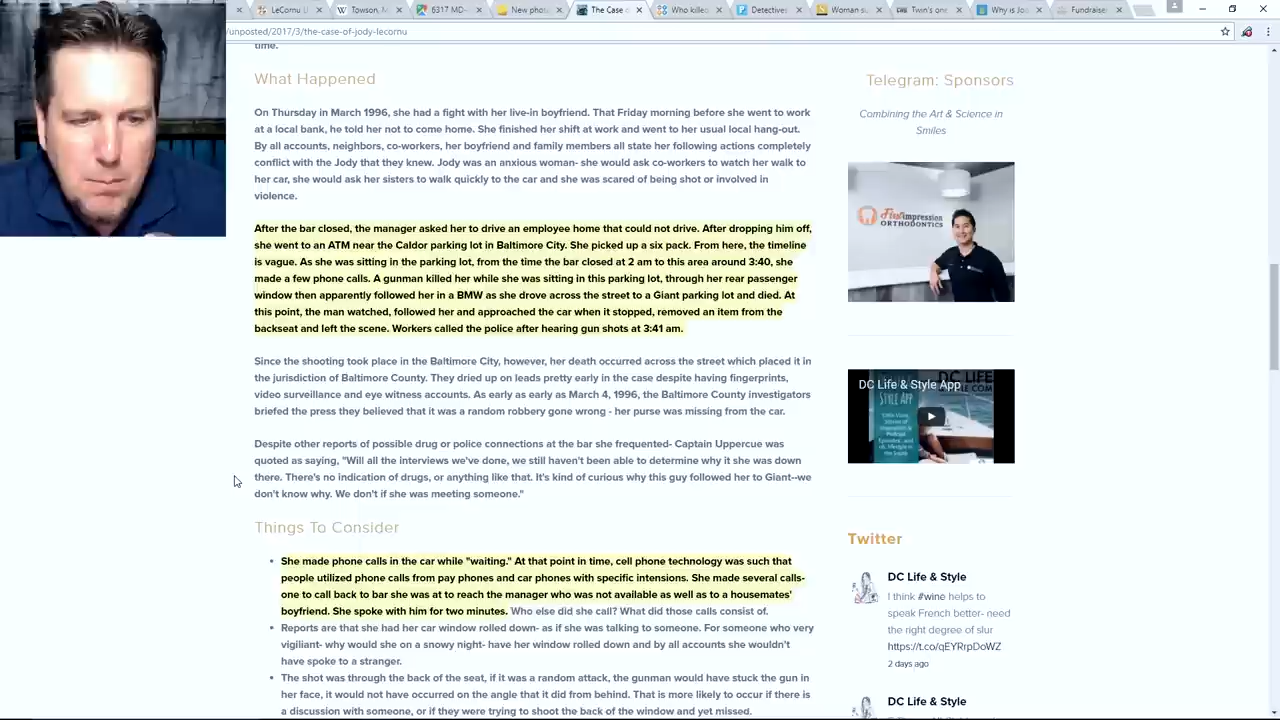 LeCornu L
Towson, M
6317 MD-
New phot
The Case o
Who killed
Detectives
Woman su
Twin's one
Why is Jo
Fundraise
/unposted/2017/3/the-case-of-jody-lecornu
time.
What Happened
On Thursday in March 1996, she had a fight with her live-in boyfriend. That Friday morning before she went to work
at a local bank, he told her not to come home. She finished her shift at work and went to her usual local hang-out.
By all accounts, neighbors, co-workers, her boyfriend and family members all state her following actions completely
conflict with the Jody that they knew. Jody was an anxious woman- she would ask co-workers to watch her walk to
her car, she would ask her sisters to walk quickly to the car and she was scared of being shot or involved in
violence.
After the bar closed, the manager asked her to drive an employee home that could not drive. After dropping him off,
she went to an ATM near the Caldor parking lot in Baltimore City. She picked up a six pack. From here, the timeline
is vague. As she was sitting in the parking lot, from the time the bar closed at 2 am to this area around 3:40, she
made a few phone calls. A gunman killed her while she was sitting in this parking lot, through her rear passenger
window then apparently followed her in a BMW as she drove across the street to a Giant parking lot and died. At
this point, the man watched, followed her and approached the car when it stopped, removed an item from the
backseat and left the scene. Workers called the police after hearing gun shots at 3:41 am.
Since the shooting took place in the Baltimore City, however, her death occurred across the street which placed it in
the jurisdiction of Baltimore County. They dried up on leads pretty early in the case despite having fingerprints,
video surveillance and eye witness accounts. As early as early as March 4, 1996, the Baltimore County investigators
briefed the press they believed that it was a random robbery gone wrong - her purse was missing from the car.
Despite other reports of possible drug or police connections at the bar she frequented- Captain Uppercue was
quoted as saying, "Will all the interviews we've done, we still haven't been able to determine why it she was down
there. There's no indication of drugs, or anything like that. It's kind of curious why this guy followed her to Giant--we
don't know why. We don't if she was meeting someone."
Things To Consider
She made phone calls in the car while "waiting." At that point in time, cell phone technology was such that
people utilized phone calls from pay phones and car phones with specific intensions. She made several calls-
one to call back to bar she was at to reach the manager who was not available as well as to a housemates'
boyfriend. She spoke with him for two minutes. Who else did she call? What did those calls consist of.
Reports are that she had her car window rolled down- as if she was talking to someone. For someone who very
vigiliant- why would she on a snowy night- have her window rolled down and by all accounts she wouldn't
have spoke to a stranger.
The shot was through the back of the seat, if it was a random attack, the gunman would have stuck the gun in
her face, it would not have occurred on the angle that it did from behind. That is more likely to occur if there is
a discussion with someone, or if they were trying to shoot the back of the window and yet missed.
Telegram: Sponsors
Combining the Art & Science in
Smiles
First impression
ORTHODONTICS
DC Life & Style App
Twitter
DC Life & Style
I think #wine helps to
speak French better- need
the right degree of slur
https://t.co/qEYRrpDoWZ
2 days ago
DC Life & Style